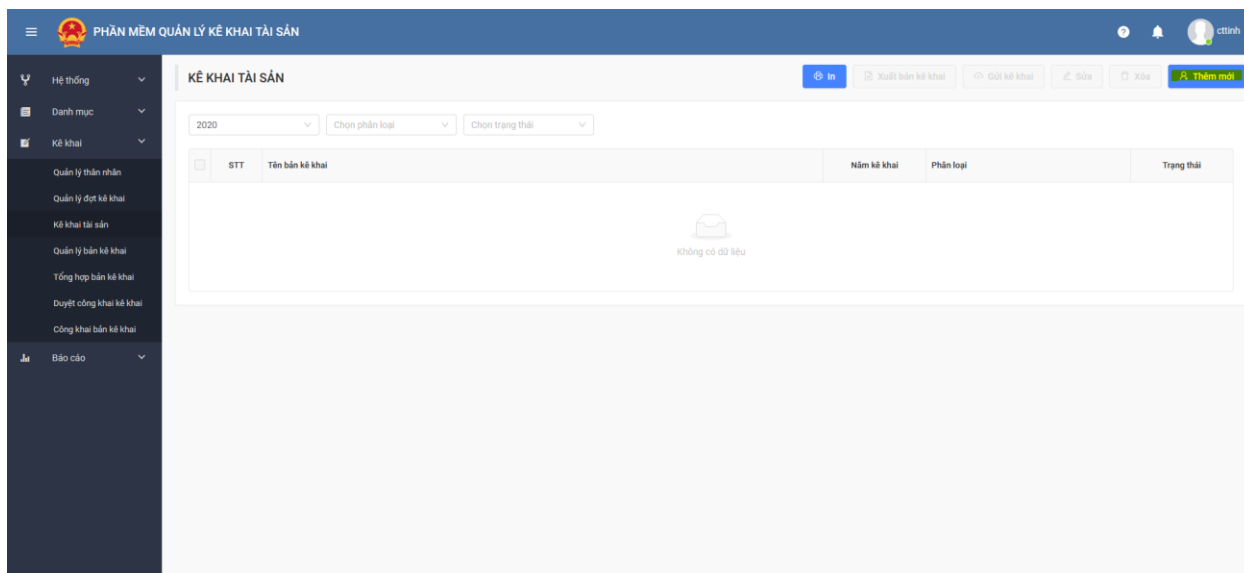 PHẦN MỀM QUẢN LÝ KÊ KHAI TÀI SẢN
cttinh
Hệ thống
Danh mục
Kê khai
Quản lý thân nhân
Quản lý đợt kê khai
Kê khai tài sản
Quản lý bản kê khai
Tổng hợp bản kê khai
Duyệt công khai kê khai
Công khai bản kê khai
Báo cáo
KÊ KHAI TÀI SẢN
In
Xuất bản kê khai
Gửi kê khai
Sửa
Xóa
Thêm mới
2020
Chọn phân loại
Chọn trạng thái
STT Tên bản kê khai Năm kê khai Phân loại Trạng thái
Không có dữ liệu